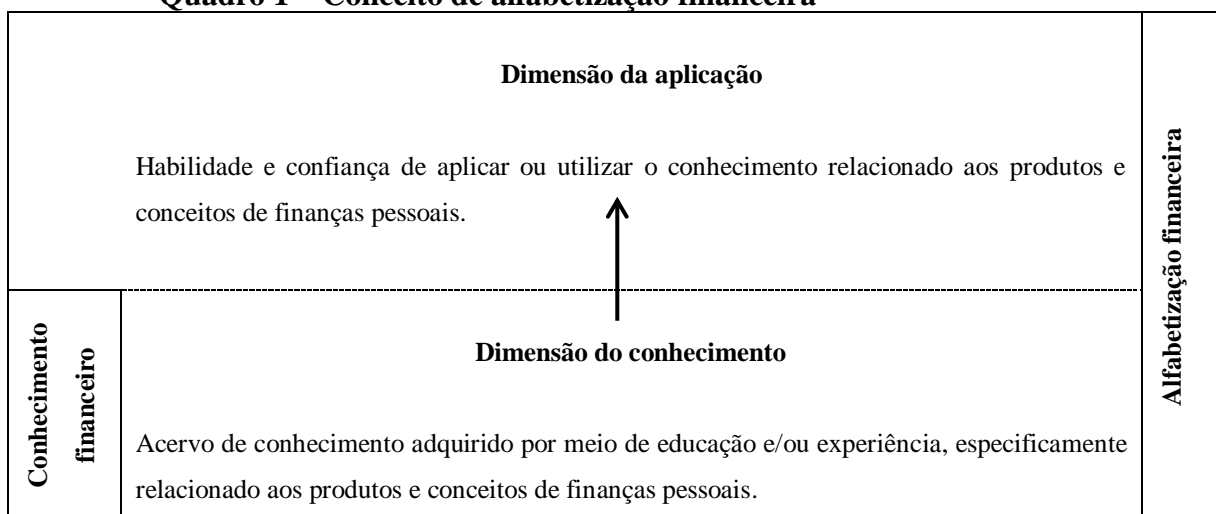 Quadro 1 – Conceito de alfabetização financeira
Dimensão da aplicação
Habilidade e confiança de aplicar ou utilizar o conhecimento relacionado aos produtos e
conceitos de finanças pessoais.
Alfabetização financeira
Conhecimento
financeiro
Dimensão do conhecimento
Acervo de conhecimento adquirido por meio de educação e/ou experiência, especificamente
relacionado aos produtos e conceitos de finanças pessoais.